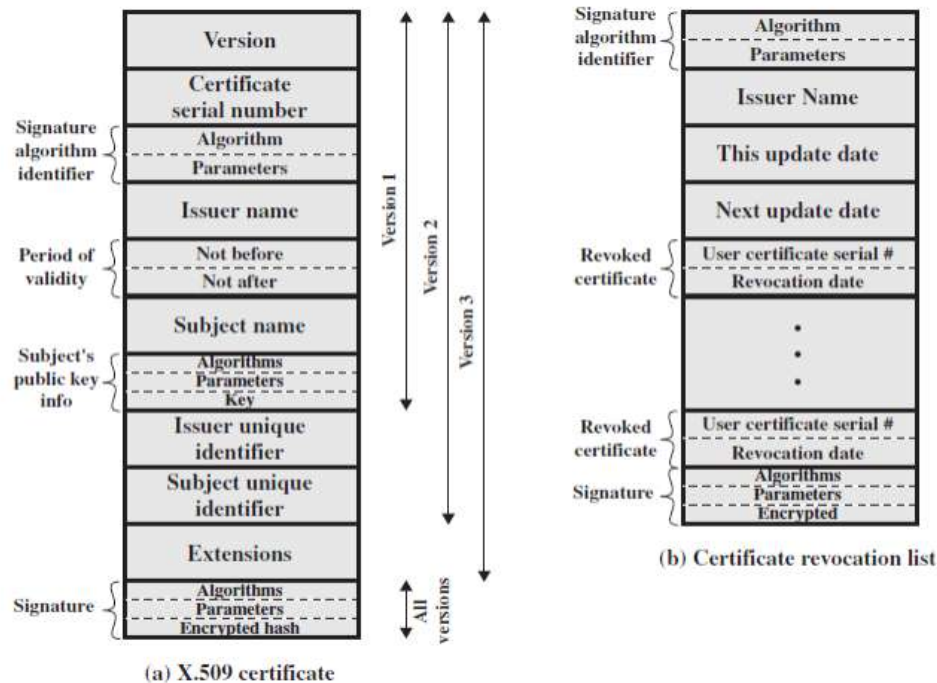 Version
Certificate
serial number
Signature
algorithm
identifier
Algorithm
Parameters
Issuer name
Period of
validity
Not before
Not after
Subject name
Subject's
public key
info
Algorithms
Parameters
Key
Issuer unique
identifier
Subject unique
identifier
Extensions
Signature
Algorithms
Parameters
Encrypted hash
Version 1
Version 2
Version 3
All
versions
(a) X.509 certificate
Signature
algorithm
identifier
Algorithm
Parameters
Issuer Name
This update date
Next update date
Revoked
certificate
User certificate serial #
Revocation date
Revoked
certificate
User certificate serial #
Revocation date
Signature
Algorithms
Parameters
Encrypted
(b) Certificate revocation list